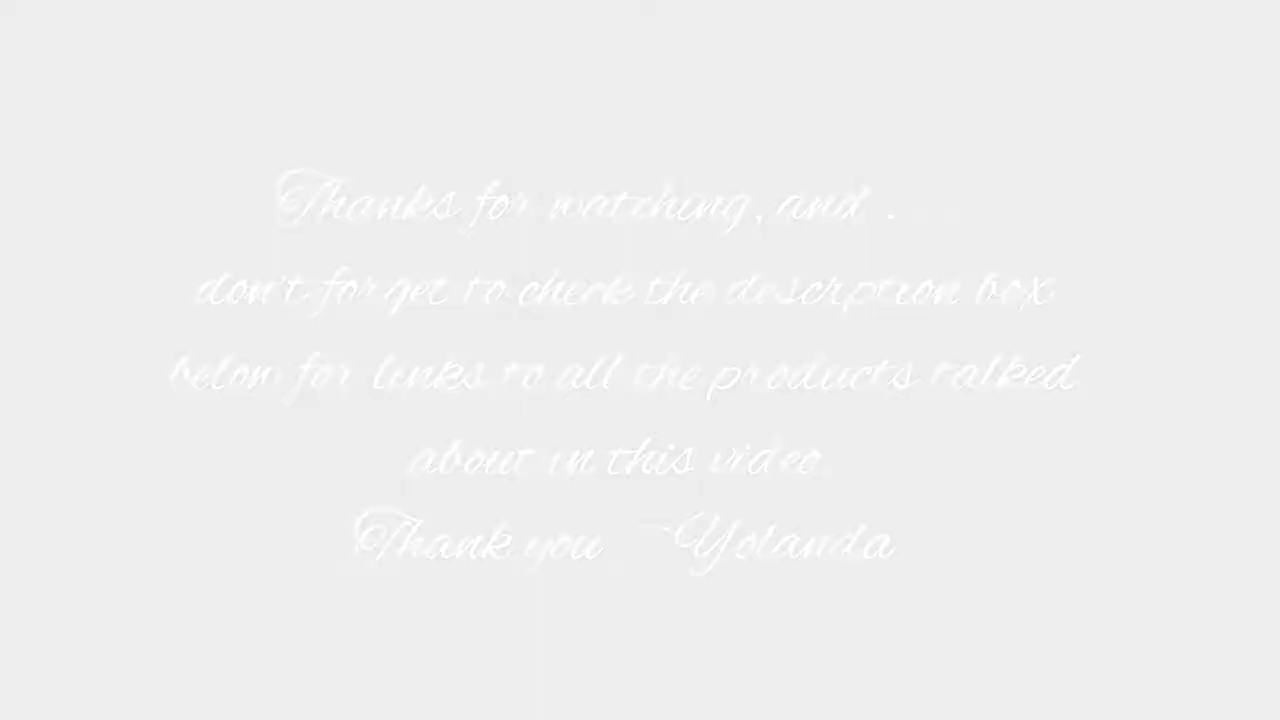 Thanks for watching, and . . .
don't forget to check the description box
below for links to all the products talked
about in this video.
Thank you ~Yolanda